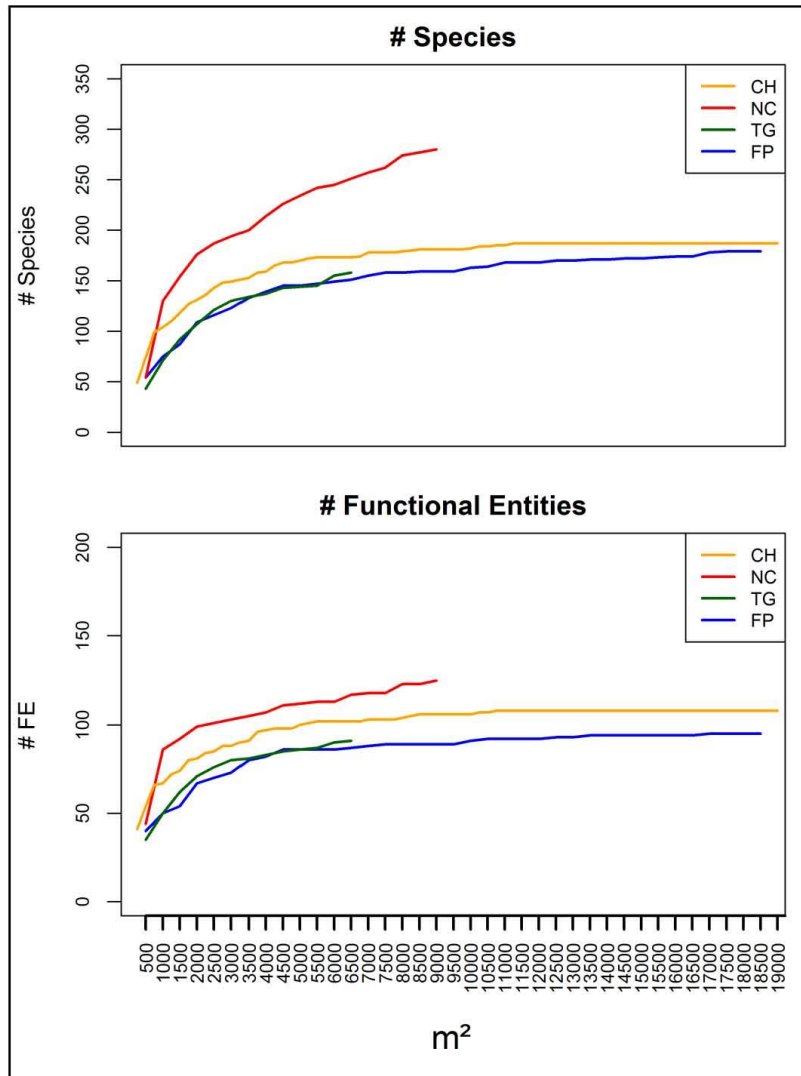 # Species
# Species
350
300
250
200
150
100
50
0
CH
NC
TG
FP
# Functional Entities
# FE
200
150
100
50
0
CH
NC
TG
FP
500 1000 1500 2000 2500 3000 3500 4000 4500 5000 5500 6000 6500 7000 7500 8000 8500 9000 9500 10000 10500 11000 11500 12000 12500 13000 13500 14000 14500 15000 15500 16000 16500 17000 17500 18000 18500 19000
m²